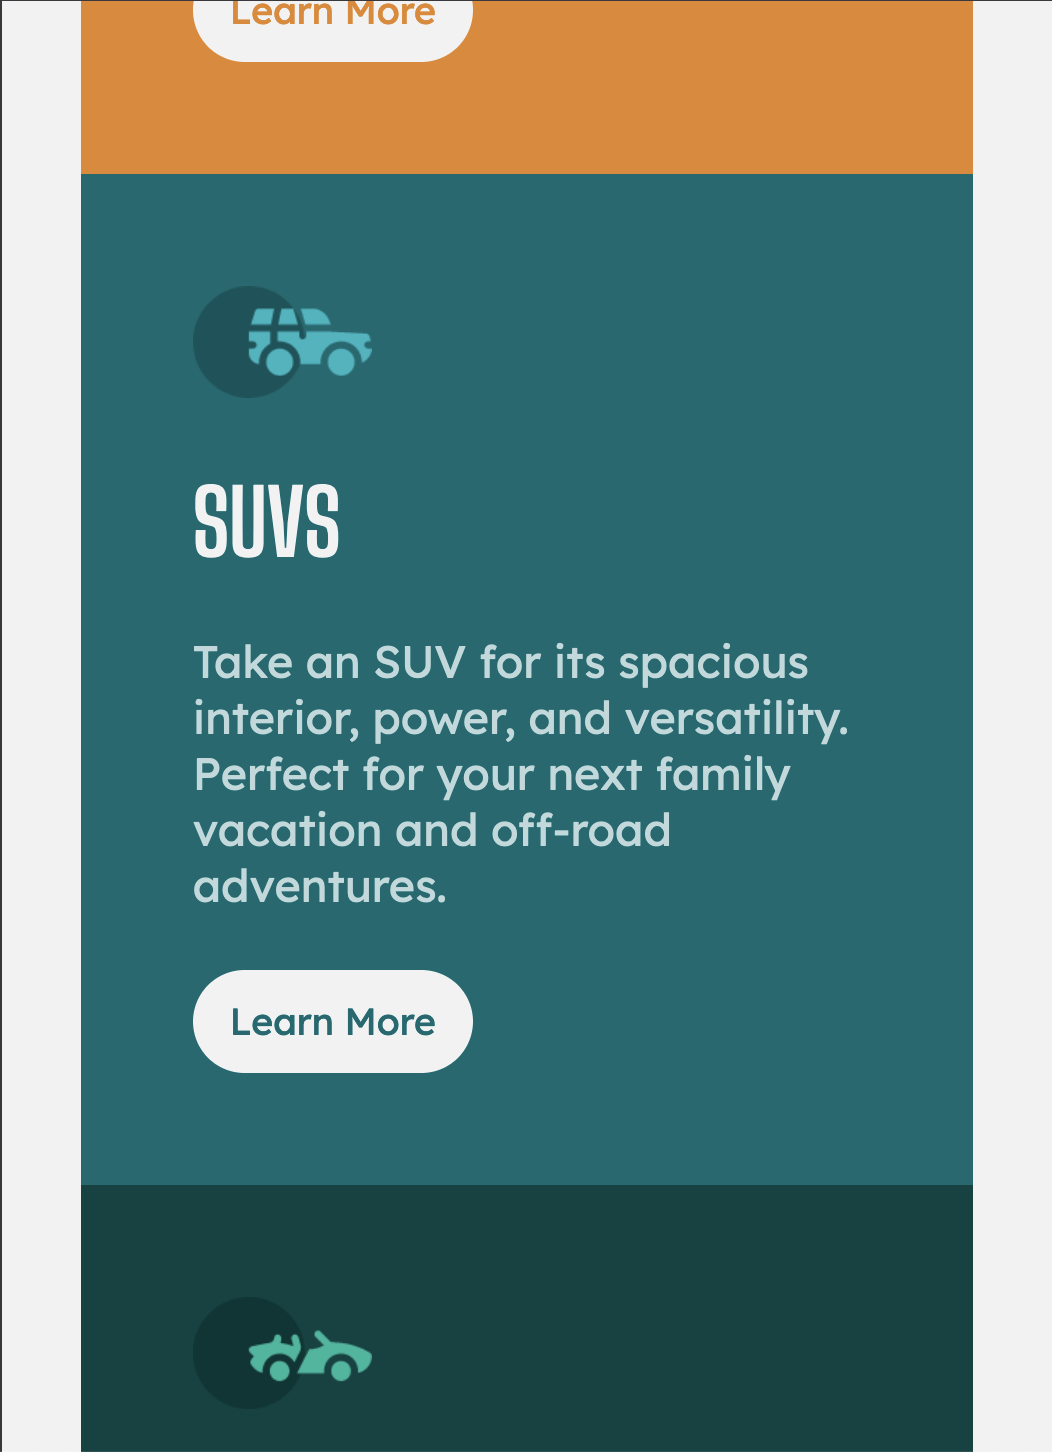 Learn More
SUVS
Take an SUV for its spacious
interior, power, and versatility.
Perfect for your next family
vacation and off-road
adventures.
Learn More